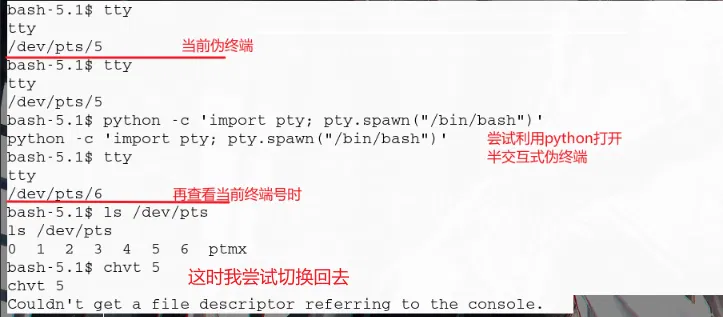 bash-5.1$ tty
tty
/dev/pts/5 当前伪终端
bash-5.1$ tty
tty
/dev/pts/5
bash-5.1$ python -c 'import pty; pty.spawn("/bin/bash")'
python -c 'import pty; pty.spawn("/bin/bash")' 尝试利用python打开
bash-5.1$ tty 半交互式伪终端
tty
/dev/pts/6 再查看当前终端号时
bash-5.1$ ls /dev/pts
ls /dev/pts
0 1 2 3 4 5 6 ptmx
bash-5.1$ chvt 5 这时我尝试切换回去
chvt 5
Couldn't get a file descriptor referring to the console.